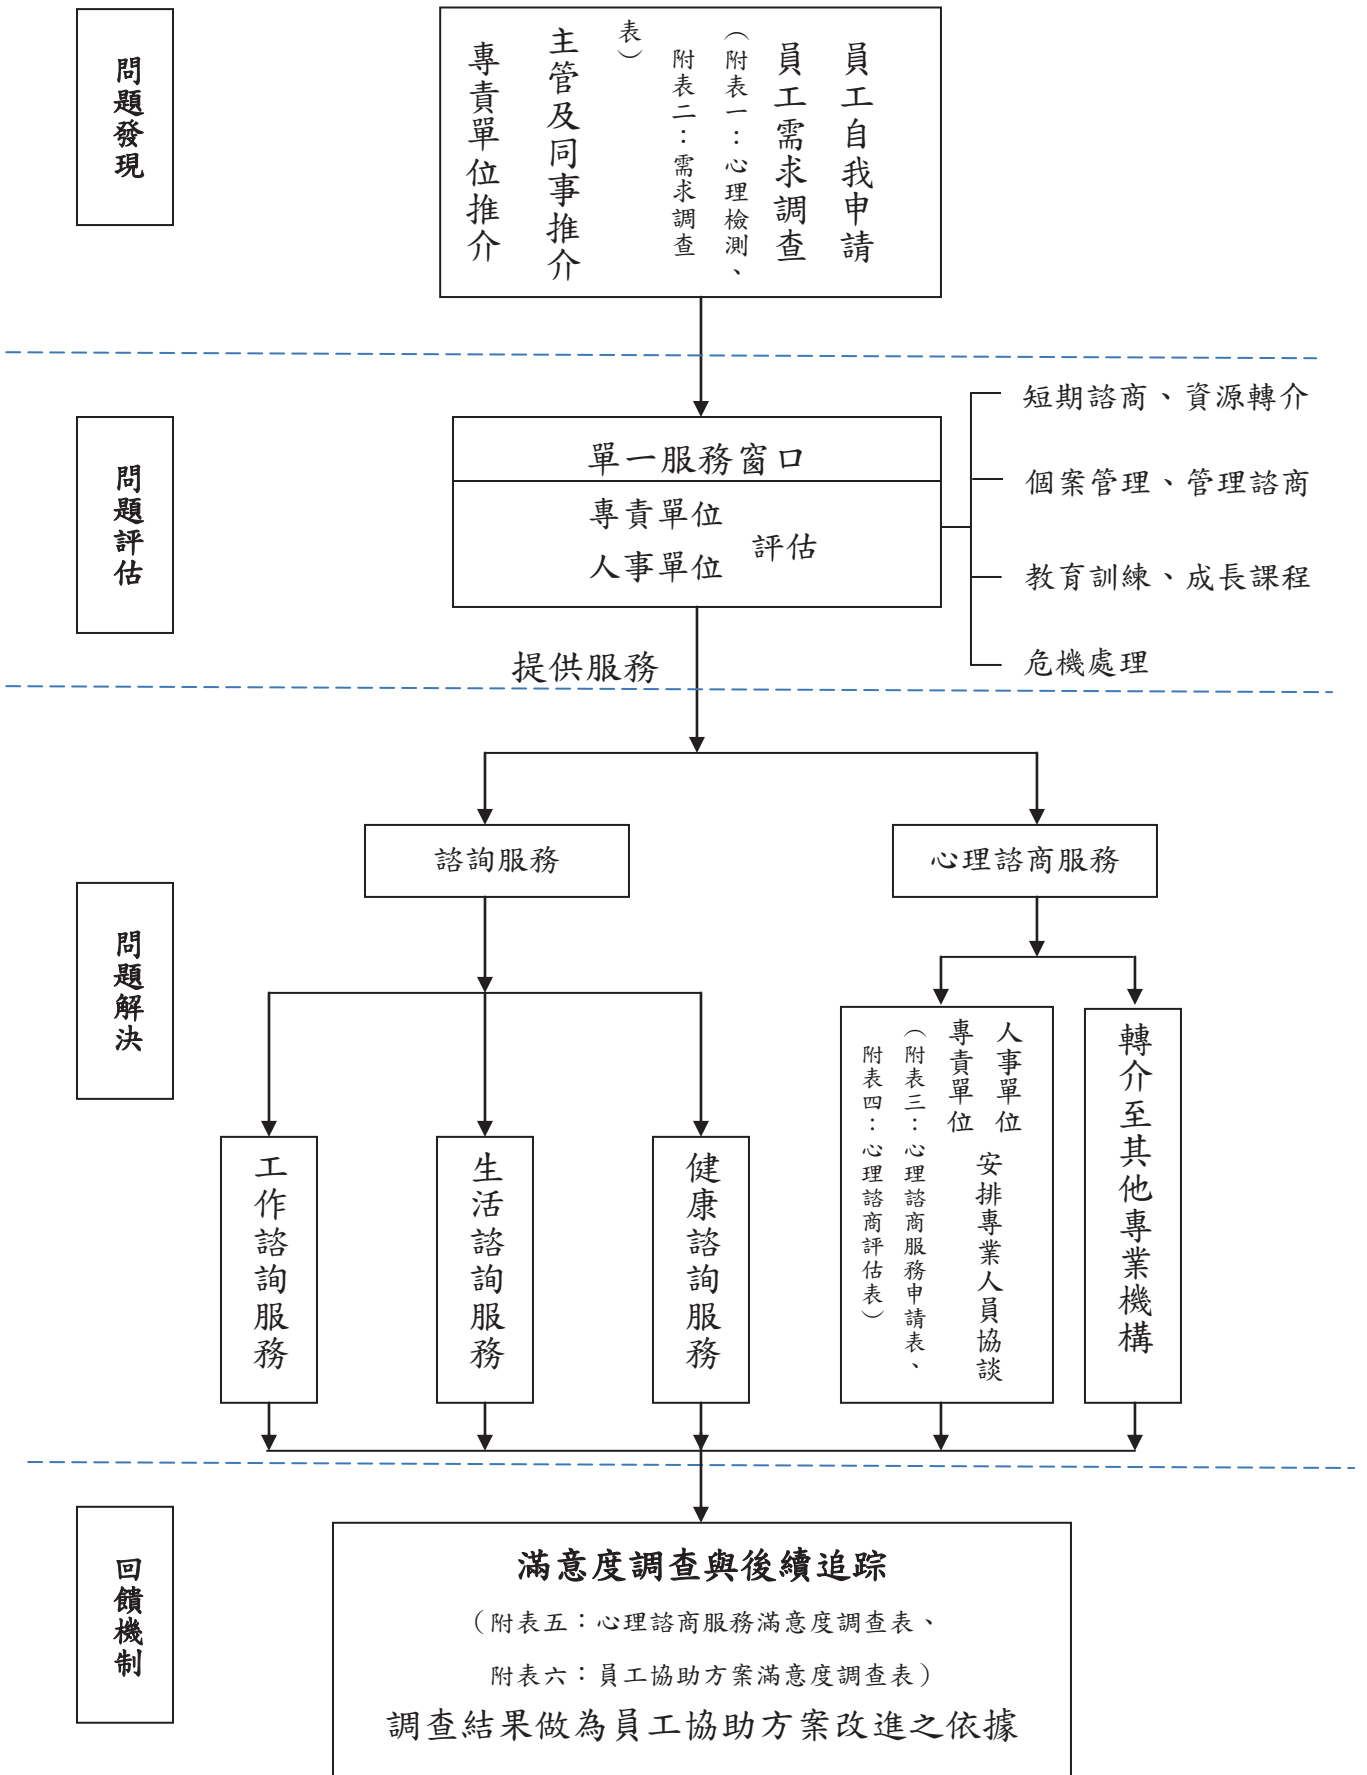 問題發現
員工自我申請
員工需求調查
（附表一：心理檢測、
附表二：需求調查
表）
主管及同事推介
專責單位推介
問題評估
單一服務窗口
專責單位
人事單位
評估
短期諮商、資源轉介
個案管理、管理諮商
教育訓練、成長課程
危機處理
提供服務
問題解決
諮詢服務
心理諮商服務
工作諮詢服務
生活諮詢服務
健康諮詢服務
人事單位
專責單位
安排專業人員協談
（附表三：心理諮商服務申請表、
附表四：心理諮商評估表）
轉介至其他專業機構
回饋機制
滿意度調查與後續追踪
（附表五：心理諮商服務滿意度調查表、
附表六：員工協助方案滿意度調查表）
調查結果做為員工協助方案改進之依據